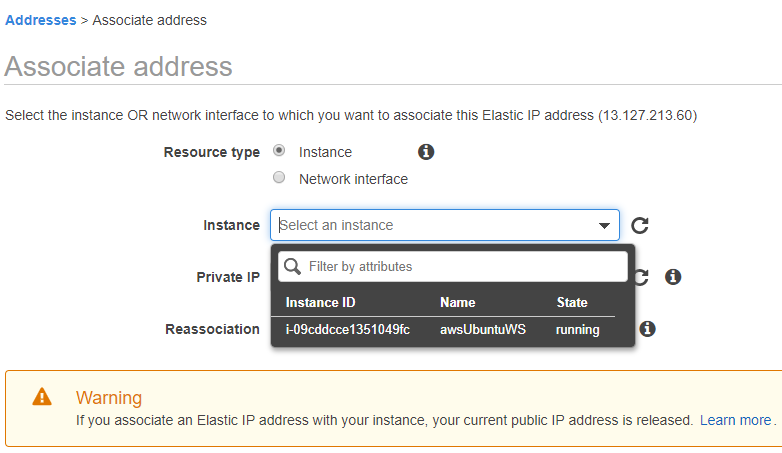 Addresses > Associate address
Associate address
Select the instance OR network interface to which you want to associate this Elastic IP address (13.127.213.60)
Resource type Instance
Network interface
Instance Select an instance
Filter by attributes
Private IP
Instance ID Name State
Reassociation i-09cddcce1351049fc awsUbuntuWS running
Warning
If you associate an Elastic IP address with your instance, your current public IP address is released. Learn more.